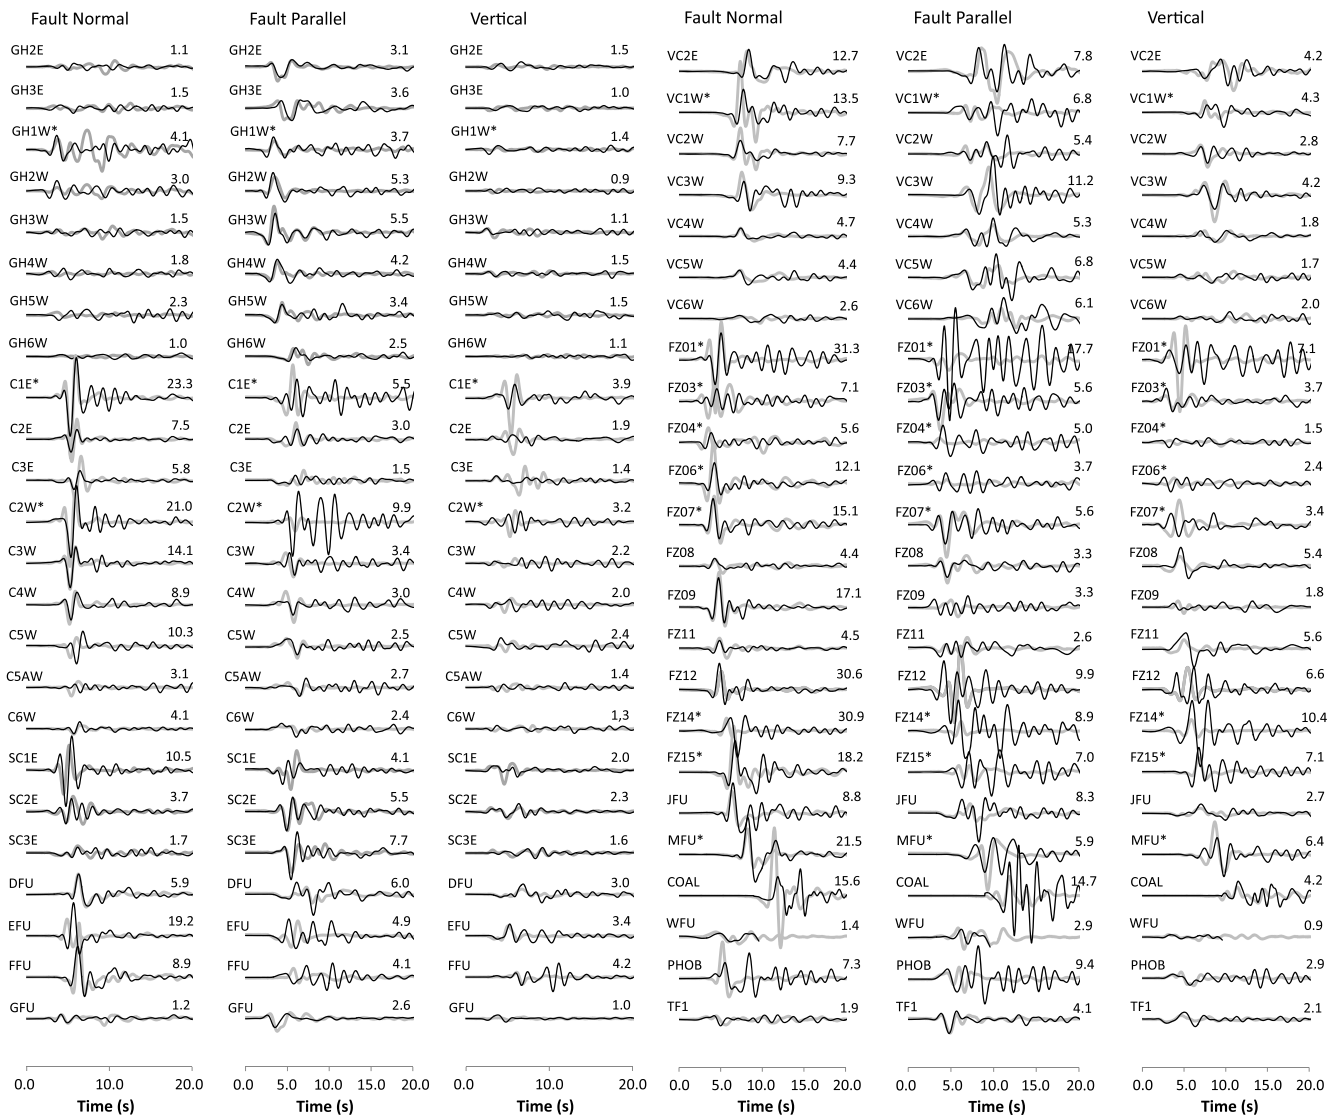 Fault Normal Fault Parallel Vertical Fault Normal Fault Parallel Vertical
GH2E 1.1 GH2E 3.1 GH2E 1.5 VC2E 12.7 VC2E 7.8 VC2E 4.2
GH3E 1.5 GH3E 3.6 GH3E 1.0 VC1W* 13.5 VC1W* 6.8 VC1W* 4.3
GH1W* 4.1 GH1W* 3.7 GH1W* 1.4 VC2W 7.7 VC2W 5.4 VC2W 2.8
GH2W 3.0 GH2W 5.3 GH2W 0.9 VC3W 9.3 VC3W 11.2 VC3W 4.2
GH3W 1.5 GH3W 5.5 GH3W 1.1 VC4W 4.7 VC4W 5.3 VC4W 1.8
GH4W 1.8 GH4W 4.2 GH4W 1.5 VC5W 4.4 VC5W 6.8 VC5W 1.7
GH5W 2.3 GH5W 3.4 GH5W 1.5 VC6W 2.6 VC6W 6.1 VC6W 2.0
GH6W 1.0 GH6W 2.5 GH6W 1.1 FZ01* 31.3 FZ01* 17.7 FZ01* 7.1
C1E* 23.3 C1E* 5.5 C1E* 3.9 FZ03* 7.1 FZ03* 5.6 FZ03* 3.7
C2E 7.5 C2E 3.0 C2E 1.9 FZ04* 5.6 FZ04* 5.0 FZ04* 1.5
C3E 5.8 C3E 1.5 C3E 1.4 FZ06* 12.1 FZ06* 3.7 FZ06* 2.4
C2W* 21.0 C2W* 9.9 C2W* 3.2 FZ07* 15.1 FZ07* 5.6 FZ07* 3.4
C3W 14.1 C3W 3.4 C3W 2.2 FZ08 4.4 FZ08 3.3 FZ08 5.4
C4W 8.9 C4W 3.0 C4W 2.0 FZ09 17.1 FZ09 3.3 FZ09 1.8
C5W 10.3 C5W 2.5 C5W 2.4 FZ11 4.5 FZ11 2.6 FZ11 5.6
C5AW 3.1 C5AW 2.7 C5AW 1.4 FZ12 30.6 FZ12 9.9 FZ12 6.6
C6W 4.1 C6W 2.4 C6W 1,3 FZ14* 30.9 FZ14* 8.9 FZ14* 10.4
SC1E 10.5 SC1E 4.1 SC1E 2.0 FZ15* 18.2 FZ15* 7.0 FZ15* 7.1
SC2E 3.7 SC2E 5.5 SC2E 2.3 JFU 8.8 JFU 8.3 JFU 2.7
SC3E 1.7 SC3E 7.7 SC3E 1.6 MFU* 21.5 MFU* 5.9 MFU* 6.4
DFU 5.9 DFU 6.0 DFU 3.0 COAL 15.6 COAL 14.7 COAL 4.2
EFU 19.2 EFU 4.9 EFU 3.4 WFU 1.4 WFU 2.9 WFU 0.9
FFU 8.9 FFU 4.1 FFU 4.2 PHOB 7.3 PHOB 9.4 PHOB 2.9
GFU 1.2 GFU 2.6 GFU 1.0 TF1 1.9 TF1 4.1 TF1 2.1
0.0 10.0 20.0 0.0 5.0 10.0 15.0 20.0 0.0 10.0 20.0 0.0 5.0 10.0 15.0 20.0 0.0 5.0 10.0 15.0 20.0 0.0 5.0 10.0 15.0 20.0
Time (s) Time (s) Time (s) Time (s) Time (s) Time (s)